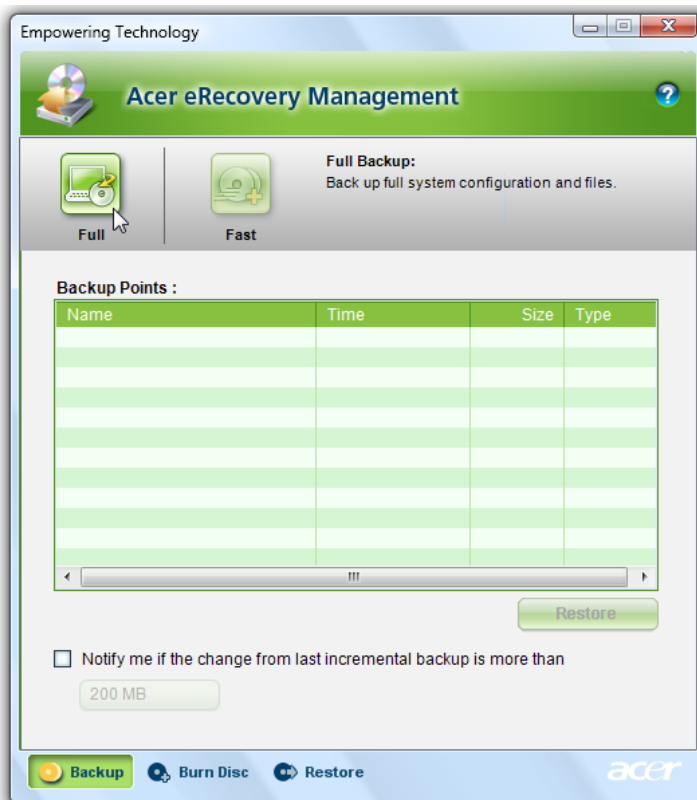 Empowering Technology
Acer eRecovery Management
?
Full
Fast
Full Backup:
Back up full system configuration and files.
Backup Points :
Name Time Size Type
Restore
Notify me if the change from last incremental backup is more than
200 MB
Backup Burn Disc Restore
acer